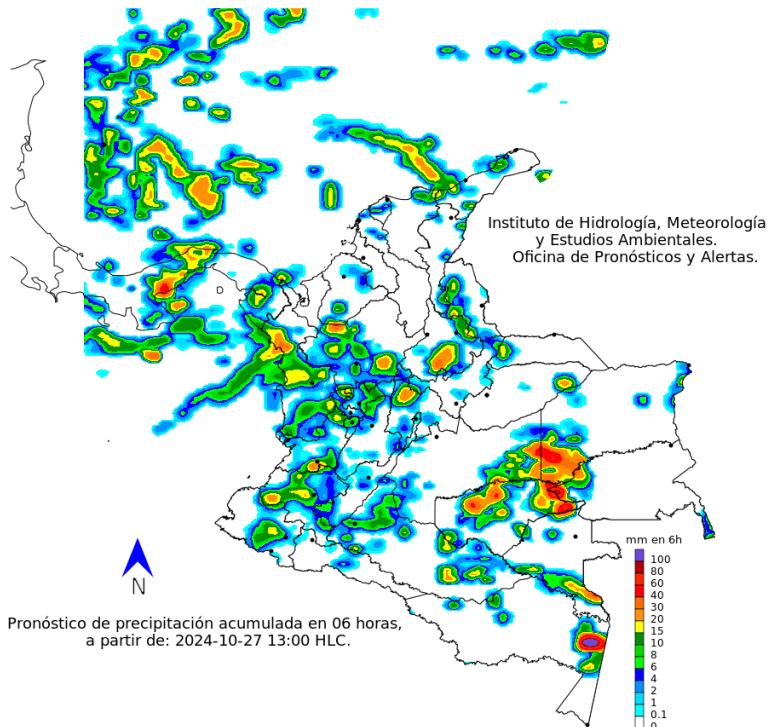 Instituto de Hidrología, Meteorología
y Estudios Ambientales.
Oficina de Pronósticos y Alertas.
N
Pronóstico de precipitación acumulada en 06 horas,
a partir de: 2024-10-27 13:00 HLC.
mm en 6h
100
80
60
40
30
20
15
10
8
6
4
2
1
0.1
0